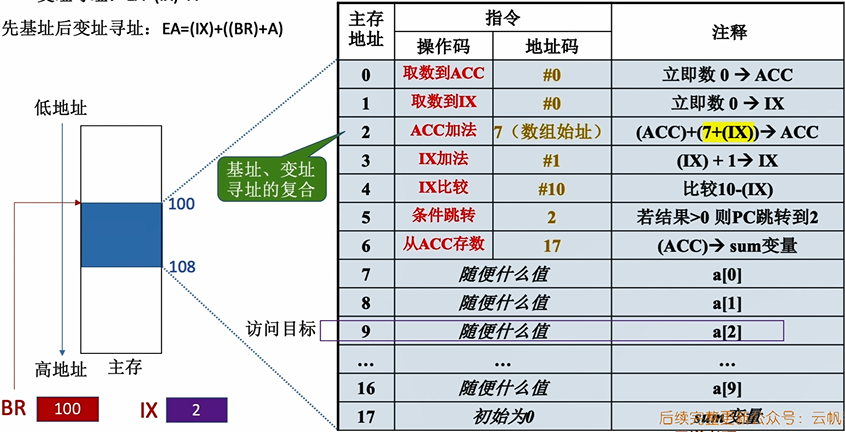 先基址后变址寻址：EA=(IX)+((BR)+A)
低地址
100
108
高地址
主存
BR 100 IX 2
基址、变址
寻址的复合
访问目标
主存地址 指令 注释
操作码 地址码
0 取数到ACC #0 立即数 0 → ACC
1 取数到IX #0 立即数 0 → IX
2 ACC加法 7（数组始址） (ACC)+(7+(IX))→ ACC
3 IX加法 #1 (IX) + 1→ IX
4 IX比较 #10 比较10-(IX)
5 条件跳转 2 若结果>0 则PC跳转到2
6 从ACC存数 17 (ACC)→ sum变量
7 随便什么值 a[0]
8 随便什么值 a[1]
9 随便什么值 a[2]
... ... ...
16 随便什么值 a[9]
17 初始为0 sum 变量
公众号：云帆